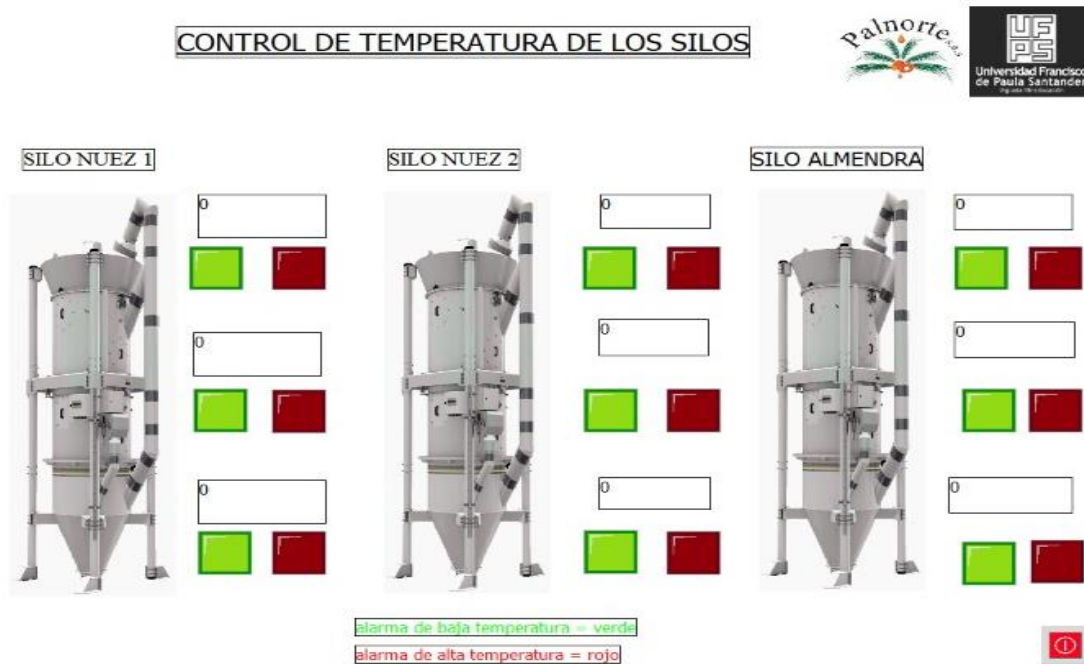 CONTROL DE TEMPERATURA DE LOS SILOS
Palnorte S.A.S
UF
PS
Universidad Francisco
de Paula Santander
SILO NUEZ 1
SILO NUEZ 2
SILO ALMENDRA
0
0
0
0
0
0
0
0
0
alarma de baja temperatura = verde
alarma de alta temperatura = rojo